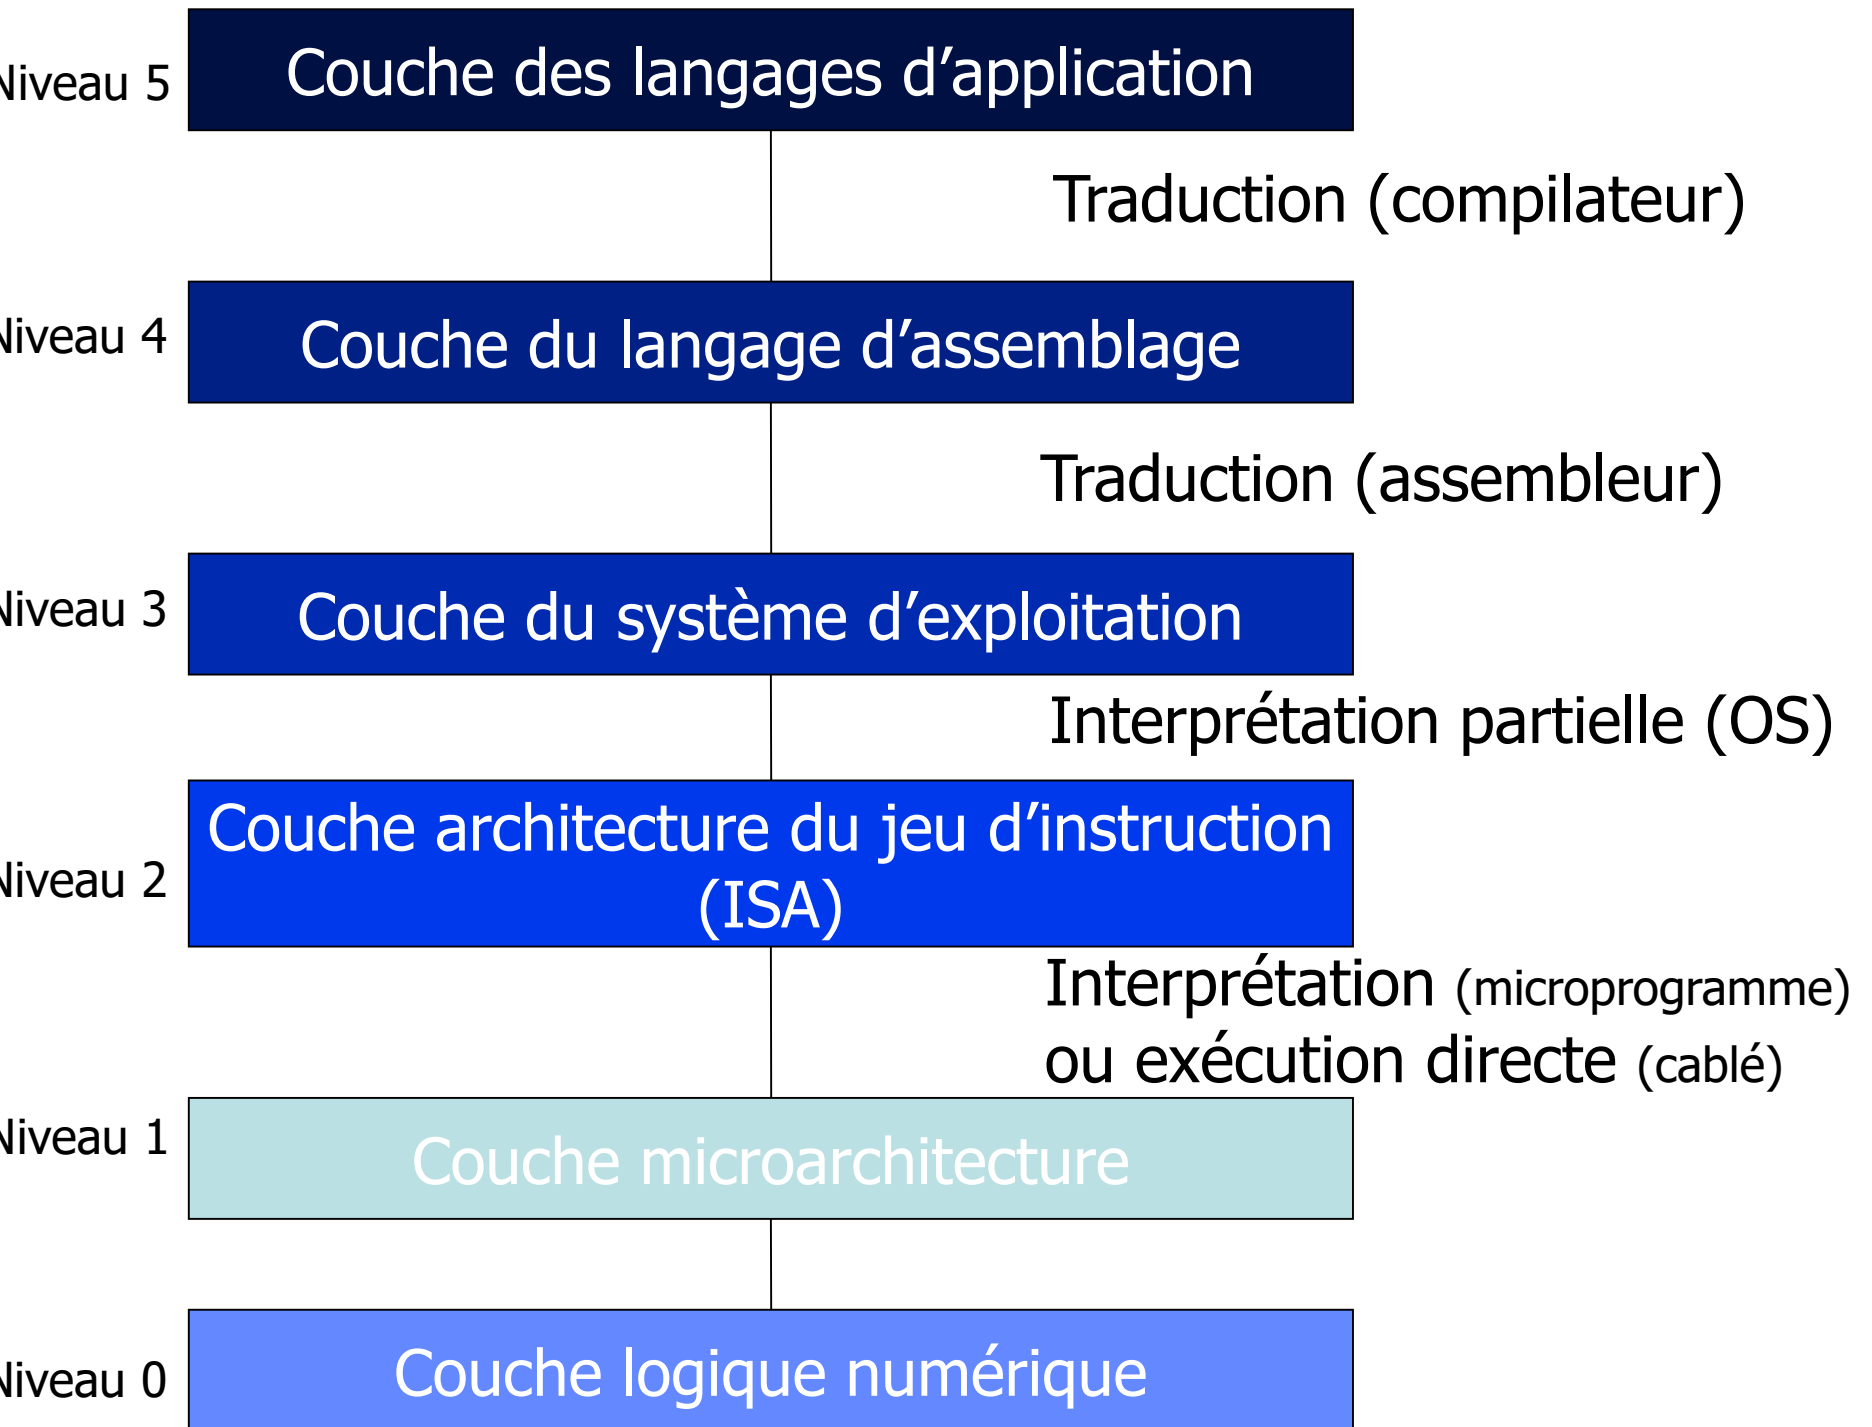 Niveau 5
Couche des langages d’application
Traduction (compilateur)
Niveau 4
Couche du langage d’assemblage
Traduction (assembleur)
Niveau 3
Couche du système d’exploitation
Interprétation partielle (OS)
Niveau 2
Couche architecture du jeu d’instruction
(ISA)
Interprétation (microprogramme)
ou exécution directe (cablé)
Niveau 1
Couche microarchitecture
Niveau 0
Couche logique numérique